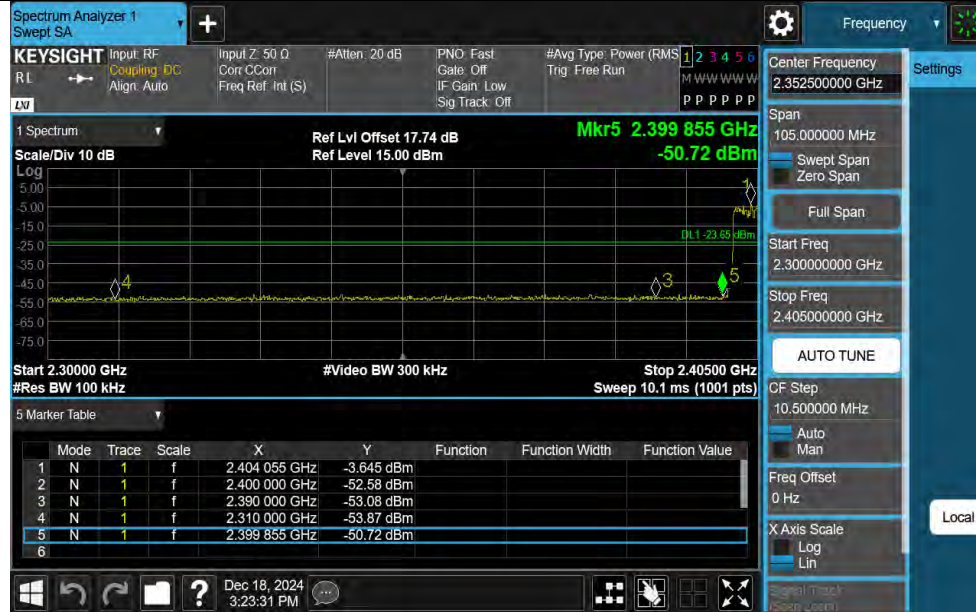 Spectrum Analyzer 1
Swept SA
+
Frequency
KEYSIGHT
RL
LXI
Input: RF
Coupling: DC
Align: Auto
Input Z: 50 Ω
Corr CCorr
Freq Ref: Int (S)
#Atten: 20 dB
PNO: Fast
Gate: Off
IF Gain: Low
Sig Track: Off
#Avg Type: Power (RMS
Trig: Free Run
1 2 3 4 5 6
M W W W W W
P P P P P P
1 Spectrum
Scale/Div 10 dB
Ref Lvl Offset 17.74 dB
Ref Level 15.00 dBm
Mkr5 2.399 855 GHz
-50.72 dBm
Log
5.00
-5.00
-15.0
-25.0
-35.0
-45.0
-55.0
-65.0
-75.0
1
DL1 -23.65 dBm
4
3
5
Start 2.30000 GHz
#Video BW 300 kHz
Stop 2.40500 GHz
#Res BW 100 kHz
Sweep 10.1 ms (1001 pts)
5 Marker Table
Mode Trace Scale X Y Function Function Width Function Value
1 N 1 f 2.404 055 GHz -3.645 dBm
2 N 1 f 2.400 000 GHz -52.58 dBm
3 N 1 f 2.390 000 GHz -53.08 dBm
4 N 1 f 2.310 000 GHz -53.87 dBm
5 N 1 f 2.399 855 GHz -50.72 dBm
6
?
Dec 18, 2024
3:23:31 PM
Center Frequency
2.352500000 GHz
Span
105.000000 MHz
Swept Span
Zero Span
Full Span
Start Freq
2.300000000 GHz
Stop Freq
2.405000000 GHz
AUTO TUNE
CF Step
10.500000 MHz
Auto
Man
Freq Offset
0 Hz
X Axis Scale
Log
Lin
Signal Track
(Span Zoom)
Settings
Local